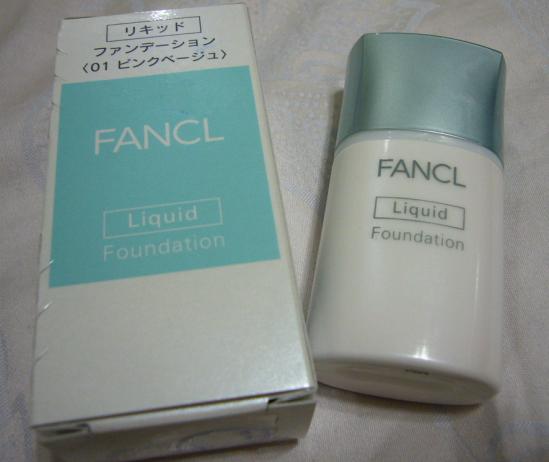 リキッド
ファンデーション
〈01 ピンクベージュ〉
FANCL
Liquid
Foundation
FANCL
Liquid
Foundation